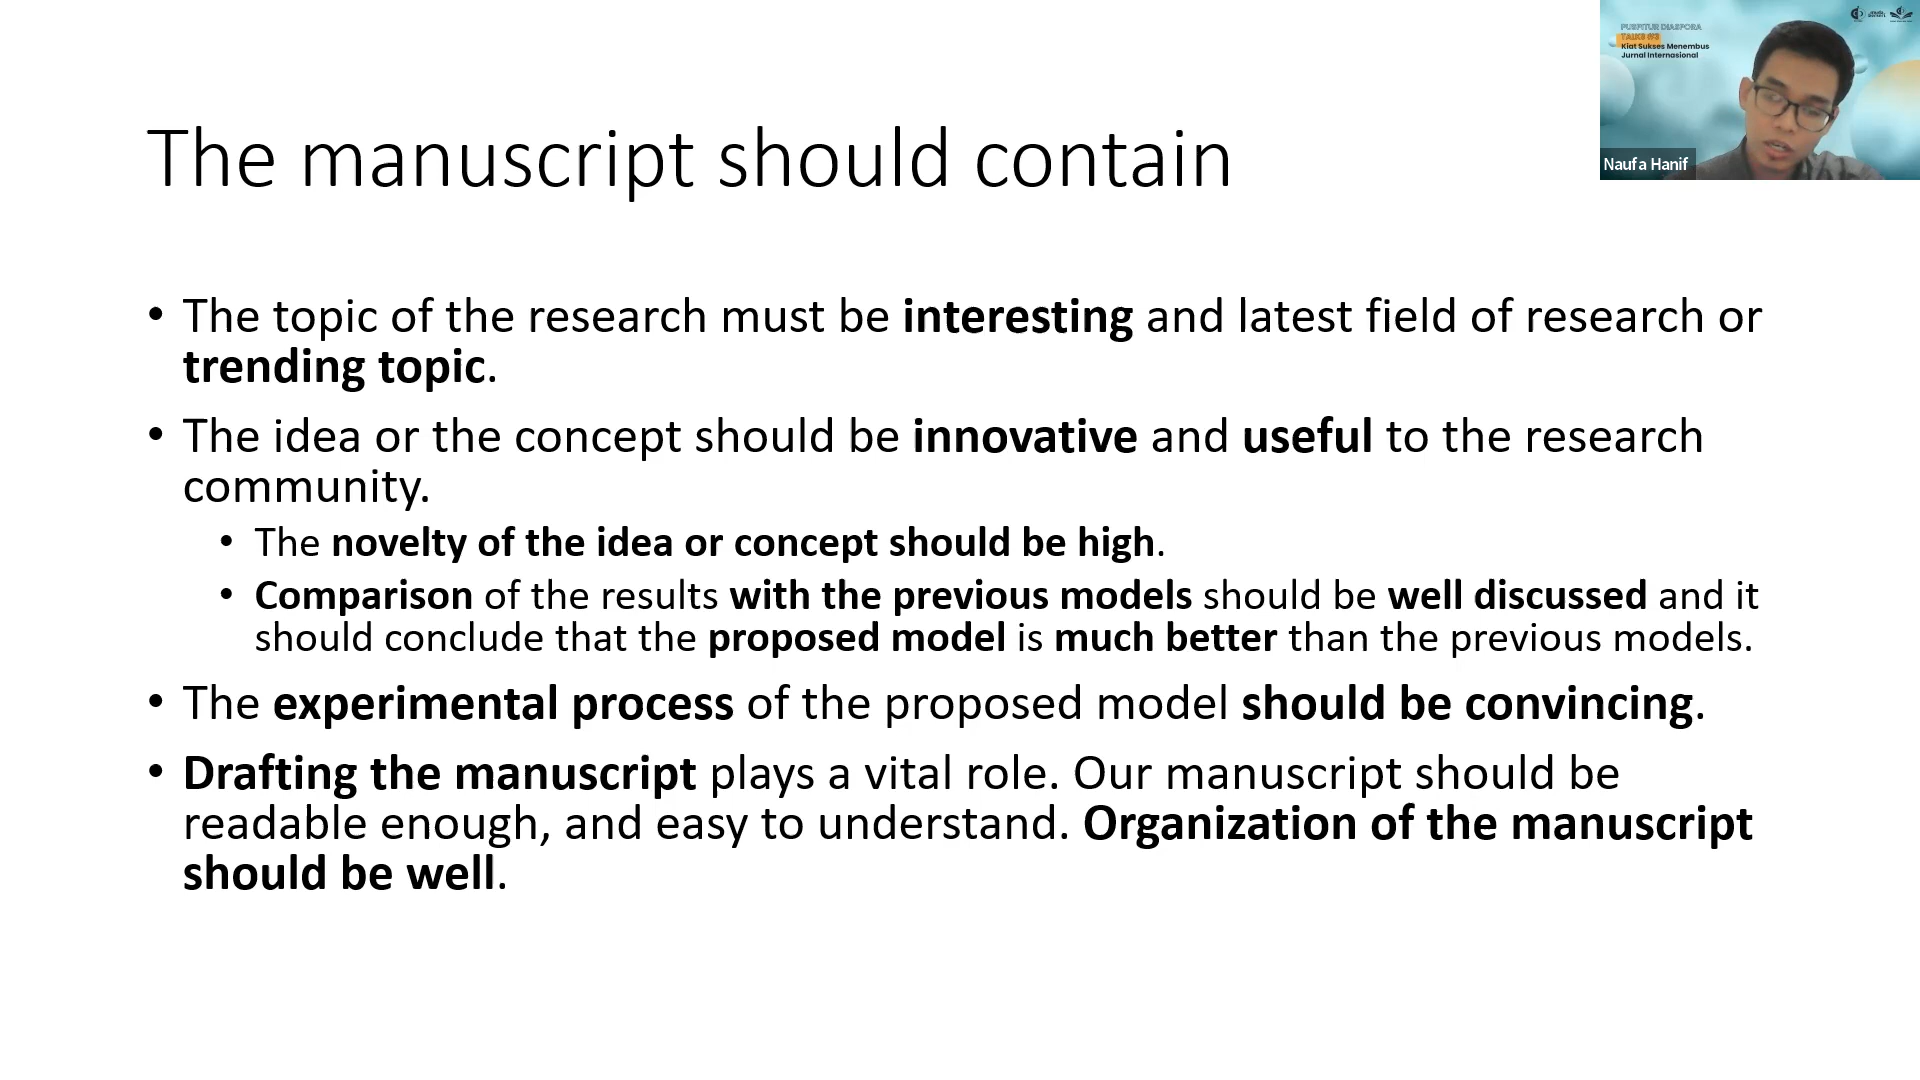 PUSPITUR DIASPORA
TALKS #3
Kiat Sukses Menembus
Jurnal Internasional
Naufa Hanif
The manuscript should contain
• The topic of the research must be interesting and latest field of research or
trending topic.
• The idea or the concept should be innovative and useful to the research
community.
• The novelty of the idea or concept should be high.
• Comparison of the results with the previous models should be well discussed and it
should conclude that the proposed model is much better than the previous models.
• The experimental process of the proposed model should be convincing.
• Drafting the manuscript plays a vital role. Our manuscript should be
readable enough, and easy to understand. Organization of the manuscript
should be well.